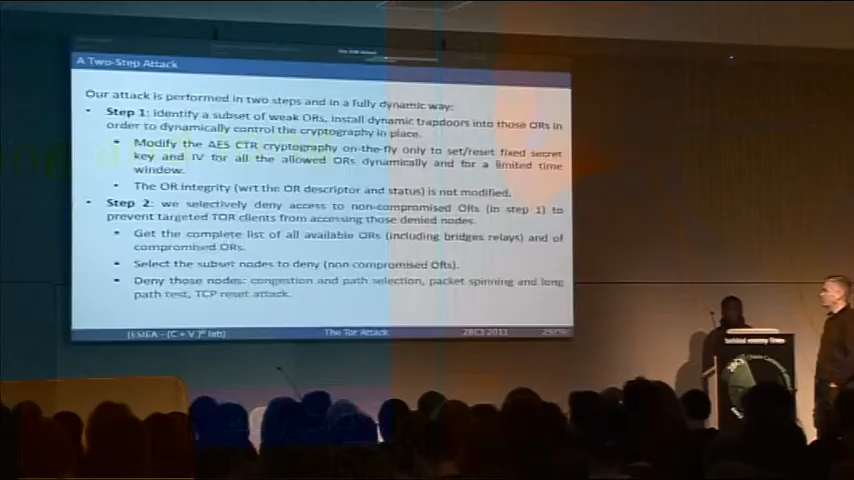 A Two-Step Attack
Our attack is performed in two steps and in a fully dynamic way:
Step 1: identify a subset of weak ORs, install dynamic trapdoors into those ORs in
order to dynamically control the cryptography in place.
Modify the AES CTR cryptography on-the-fly only to set/reset fixed secret
key and IV for all the allowed ORs dynamically and for a limited time
window.
The OR integrity (wrt the OR descriptor and status) is not modified.
Step 2: we selectively deny access to non-compromised ORs (in step 1) to
prevent targeted TOR clients from accessing those denied nodes.
Get the complete list of all available ORs (including bridges relays) and of
compromised ORs.
Select the subset nodes to deny (non compromised ORs).
Deny those nodes: congestion and path selection, packet spinning and long
path test, TCP reset attack.
The Tor Attack
28C3 2011
behind enemy lines